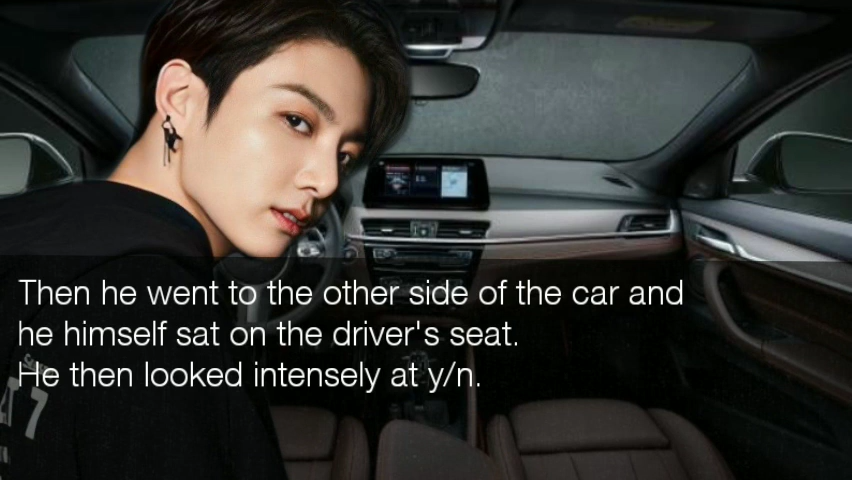 Then he went to the other side of the car and
he himself sat on the driver's seat.
He then looked intensely at y/n.
7